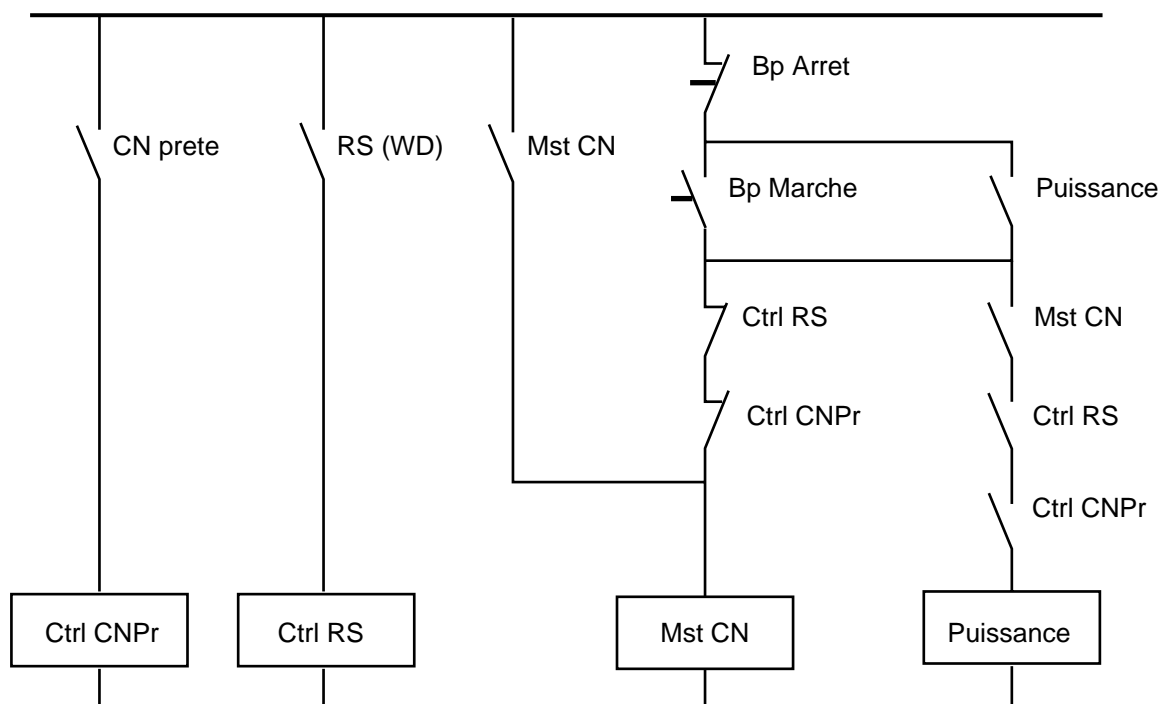 Bp Arret
CN prete
RS (WD)
Mst CN
Bp Marche
Puissance
Ctrl RS
Mst CN
Ctrl CNPr
Ctrl RS
Ctrl CNPr
Ctrl CNPr
Ctrl RS
Mst CN
Puissance